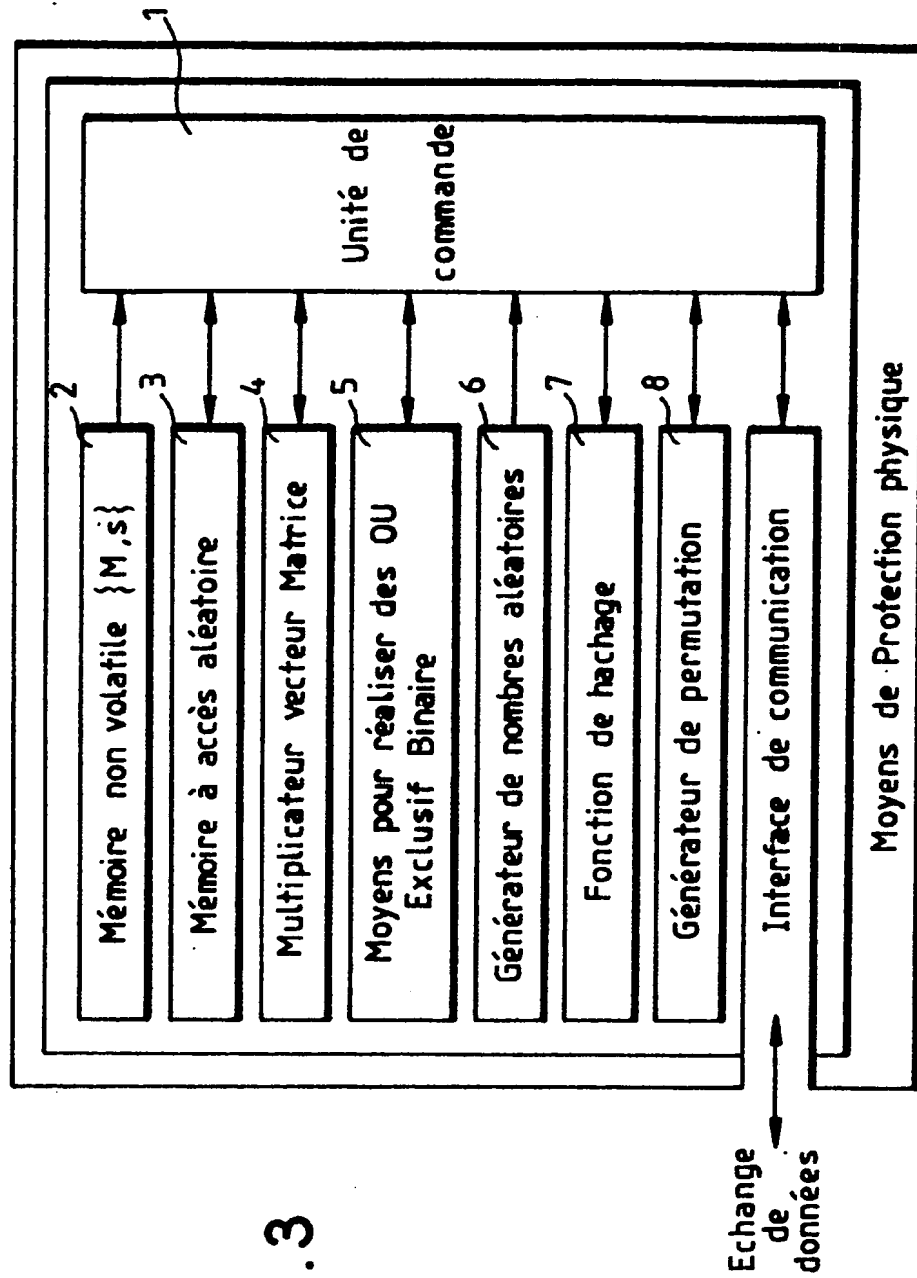 1
Unité de
commande
2
Mémoire non volatile {M,s}
3
Mémoire à accès aléatoire
4
Multiplicateur vecteur Matrice
5
Moyens pour réaliser des OU
Exclusif Binaire
6
Générateur de nombres aléatoires
7
Fonction de hachage
8
Générateur de permutation
Interface de communication
Moyens de Protection physique
Echange
de
données
.3